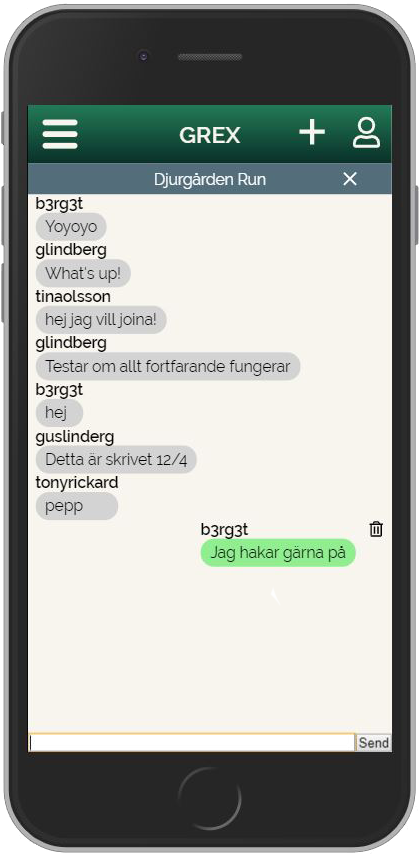 GREX
Djurgården Run
b3rg3t
Yoyoyo
glindberg
What's up!
tinaolsson
hej jag vill joina!
glindberg
Testar om allt fortfarande fungerar
b3rg3t
hej
guslinderg
Detta är skrivet 12/4
tonyrickard
pepp
b3rg3t
Jag hakar gärna på
Send